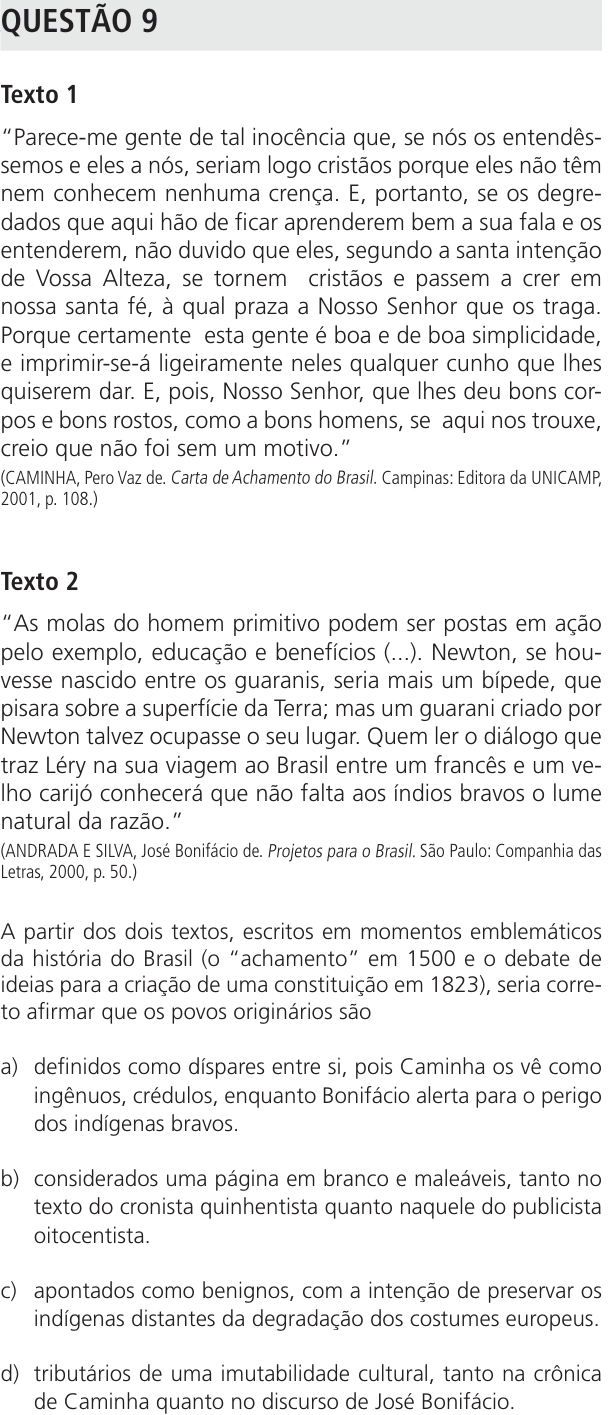 QUESTÃO 9
Texto 1
“Parece-me gente de tal inocência que, se nós os entendês-
semos e eles a nós, seriam logo cristãos porque eles não têm
nem conhecem nenhuma crença. E, portanto, se os degre-
dados que aqui hão de ficar aprenderem bem a sua fala e os
entenderem, não duvido que eles, segundo a santa intenção
de Vossa Alteza, se tornem cristãos e passem a crer em
nossa santa fé, à qual praza a Nosso Senhor que os traga.
Porque certamente esta gente é boa e de boa simplicidade,
e imprimir-se-á ligeiramente neles qualquer cunho que lhes
quiserem dar. E, pois, Nosso Senhor, que lhes deu bons cor-
pos e bons rostos, como a bons homens, se aqui nos trouxe,
creio que não foi sem um motivo.”
(CAMINHA, Pero Vaz de. Carta de Achamento do Brasil. Campinas: Editora da UNICAMP,
2001, p. 108.)
Texto 2
“As molas do homem primitivo podem ser postas em ação
pelo exemplo, educação e benefícios (...). Newton, se hou-
vesse nascido entre os guaranis, seria mais um bípede, que
pisara sobre a superfície da Terra; mas um guarani criado por
Newton talvez ocupasse o seu lugar. Quem ler o diálogo que
traz Léry na sua viagem ao Brasil entre um francês e um ve-
lho carijó conhecerá que não falta aos índios bravos o lume
natural da razão.”
(ANDRADA E SILVA, José Bonifácio de. Projetos para o Brasil. São Paulo: Companhia das
Letras, 2000, p. 50.)
A partir dos dois textos, escritos em momentos emblemáticos
da história do Brasil (o “achamento” em 1500 e o debate de
ideias para a criação de uma constituição em 1823), seria corre-
to afirmar que os povos originários são
a) definidos como díspares entre si, pois Caminha os vê como
ingênuos, crédulos, enquanto Bonifácio alerta para o perigo
dos indígenas bravos.
b) considerados uma página em branco e maleáveis, tanto no
texto do cronista quinhentista quanto naquele do publicista
oitocentista.
c) apontados como benignos, com a intenção de preservar os
indígenas distantes da degradação dos costumes europeus.
d) tributários de uma imutabilidade cultural, tanto na crônica
de Caminha quanto no discurso de José Bonifácio.